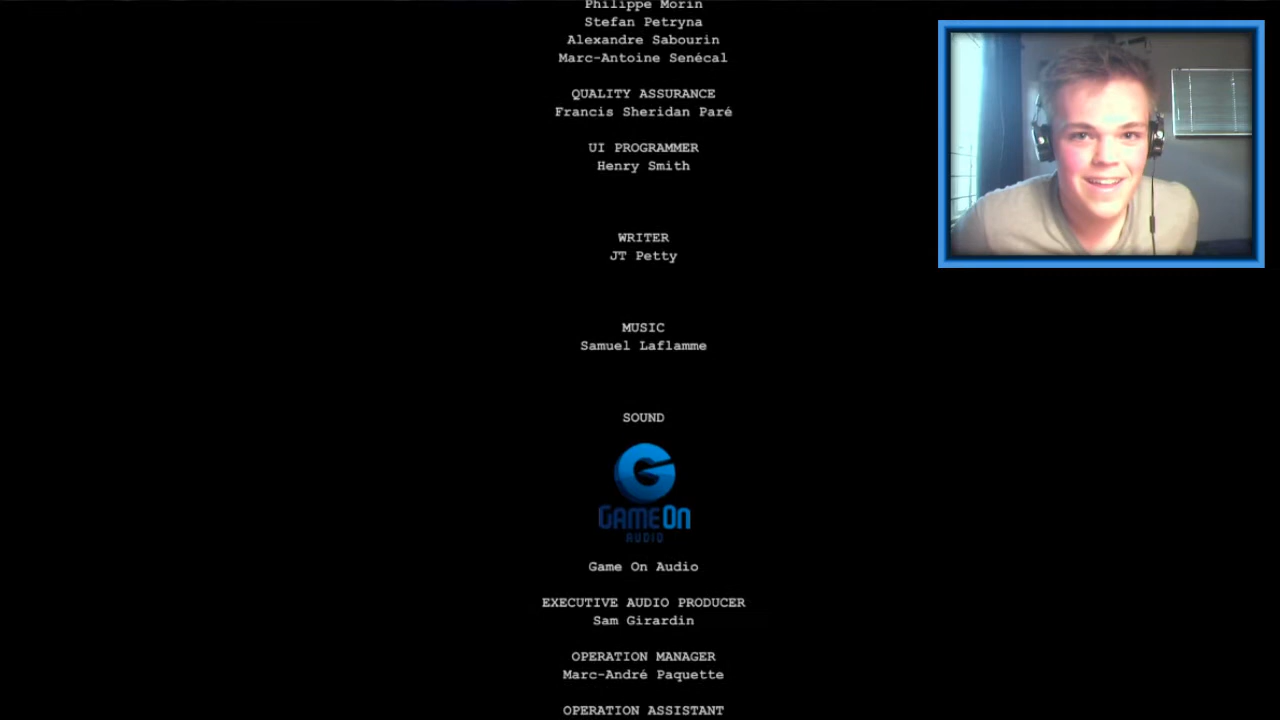 Philippe Morin
Stefan Petryna
Alexandre Sabourin
Marc-Antoine Senécal
QUALITY ASSURANCE
Francis Sheridan Paré
UI PROGRAMMER
Henry Smith
WRITER
JT Petty
MUSIC
Samuel Laflamme
SOUND
GAMEON
AUDIO
Game On Audio
EXECUTIVE AUDIO PRODUCER
Sam Girardin
OPERATION MANAGER
Marc-André Paquette
OPERATION ASSISTANT